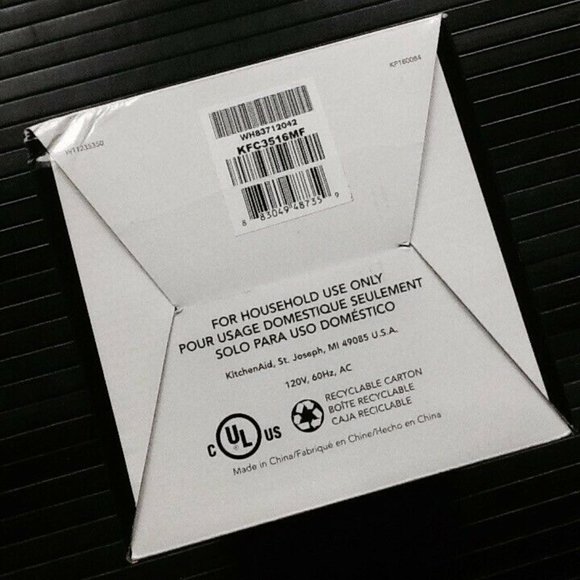 KP160084
W11235350
WH83712042
KFC3516MF
8 83049 48735 9
FOR HOUSEHOLD USE ONLY
POUR USAGE DOMESTIQUE SEULEMENT
SOLO PARA USO DOMÉSTICO
KitchenAid, St. Joseph, MI 49085 U.S.A.
120V, 60Hz, AC
C UL US
RECYCLABLE CARTON
BOÎTE RECYCLABLE
CAJA RECICLABLE
Made in China/Fabriqué en Chine/Hecho en China